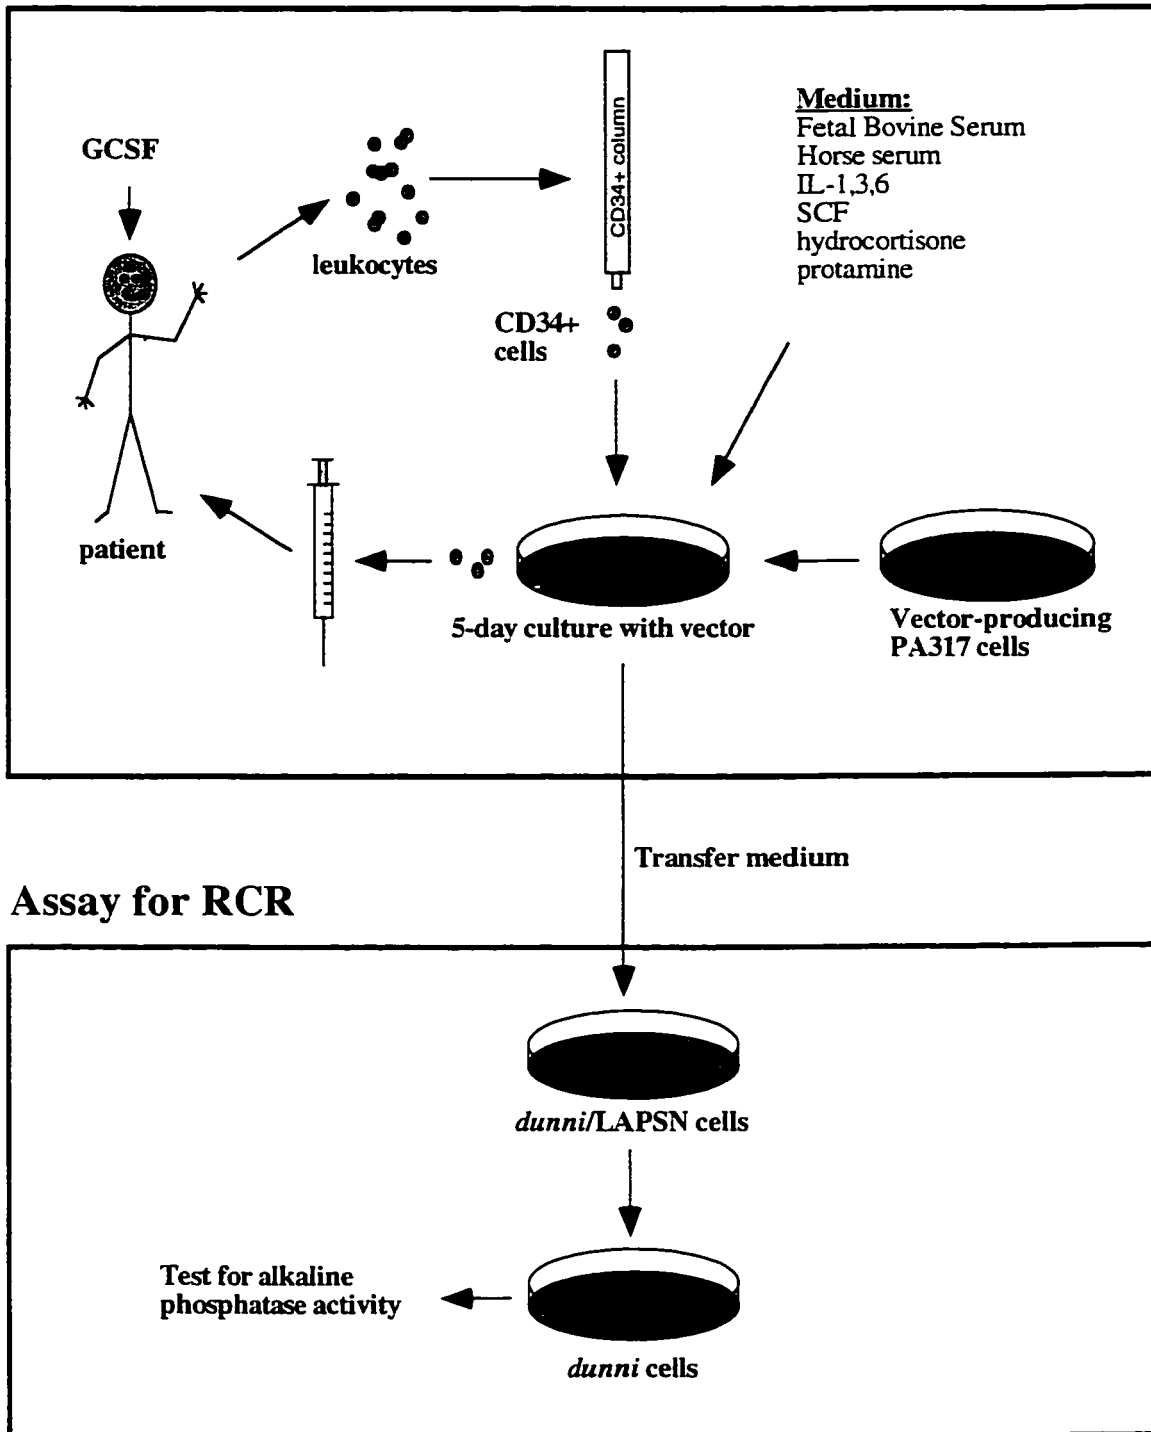 GCSF
leukocytes
CD34+ column
Medium:
Fetal Bovine Serum
Horse serum
IL-1,3,6
SCF
hydrocortisone
protamine
CD34+
cells
patient
5-day culture with vector
Vector-producing
PA317 cells
Transfer medium
Assay for RCR
dunni/LAPSN cells
Test for alkaline
phosphatase activity
dunni cells